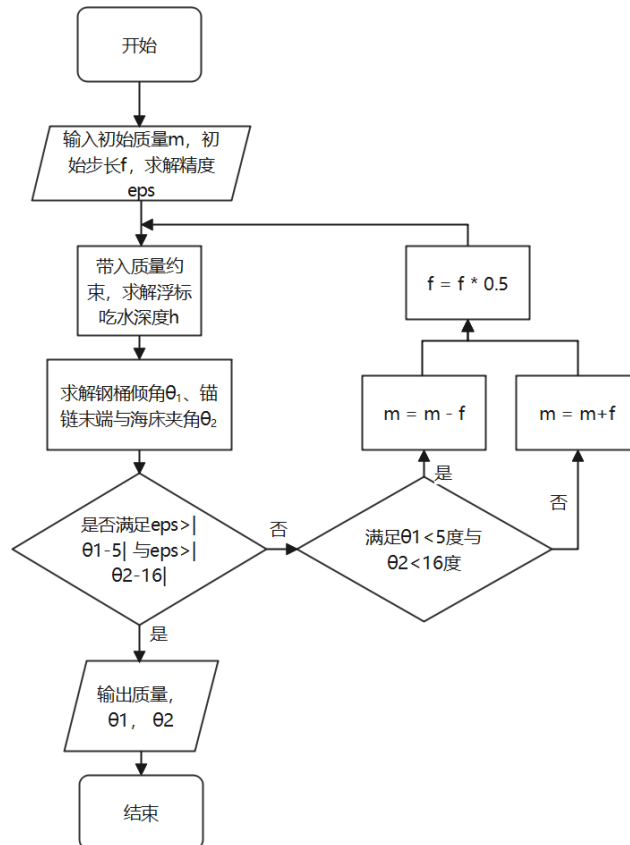 开始
输入初始质量m，初
始步长f，求解精度
eps
带入质量约
束，求解浮标
吃水深度h
f = f * 0.5
求解钢桶倾角θ₁、锚
链末端与海床夹角θ₂
m = m - f
m = m+f
是
否
是否满足eps>|
θ1-5| 与eps>|
θ2-16|
否
满足θ1<5度与
θ2<16度
是
输出质量，
θ1， θ2
结束